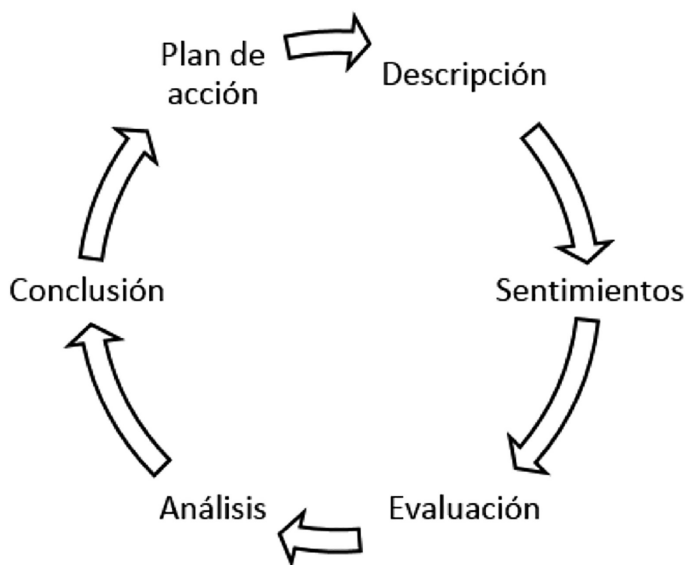 Plan de
acción
Descripción
Sentimientos
Evaluación
Análisis
Conclusión